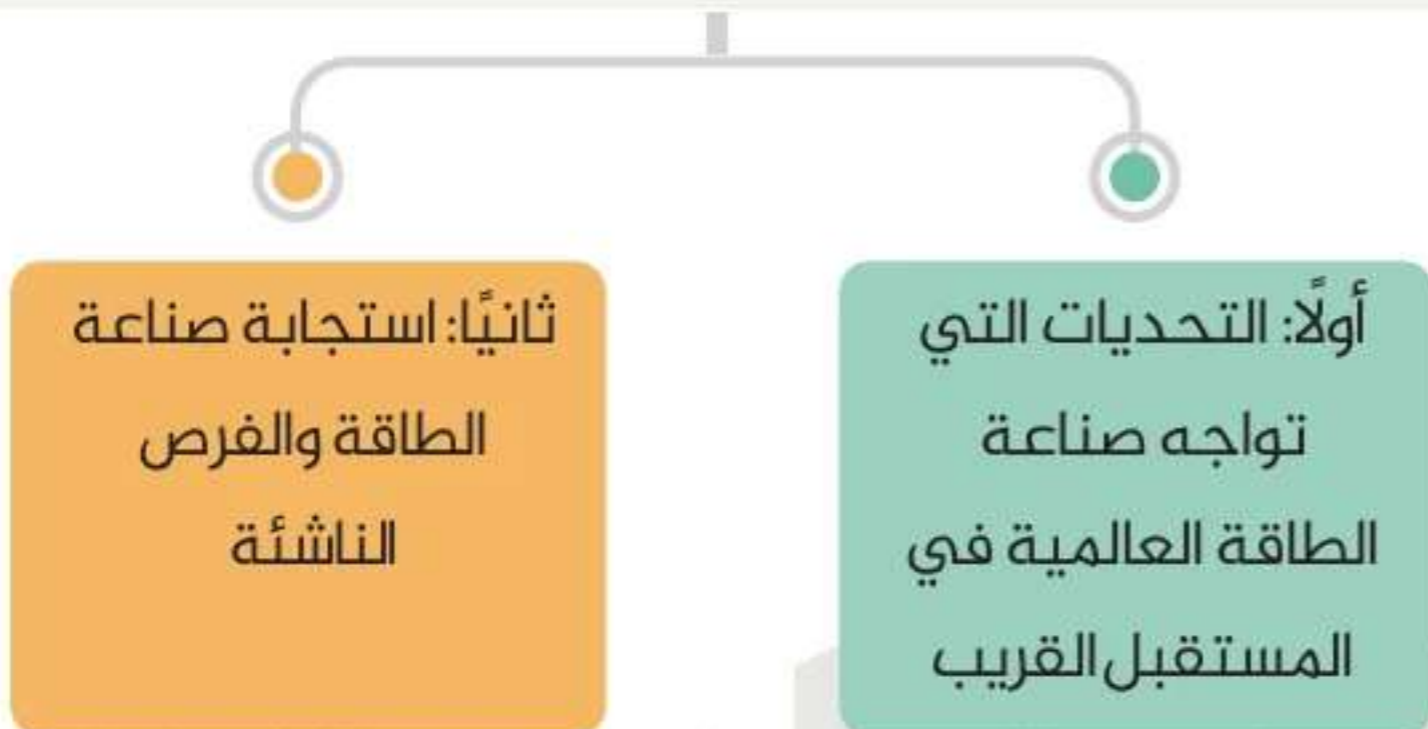 أولًا: التحديات التي
تواجه صناعة
الطاقة العالمية في
المستقبل القريب
ثانيًا: استجابة صناعة
الطاقة والفرص
الناشئة